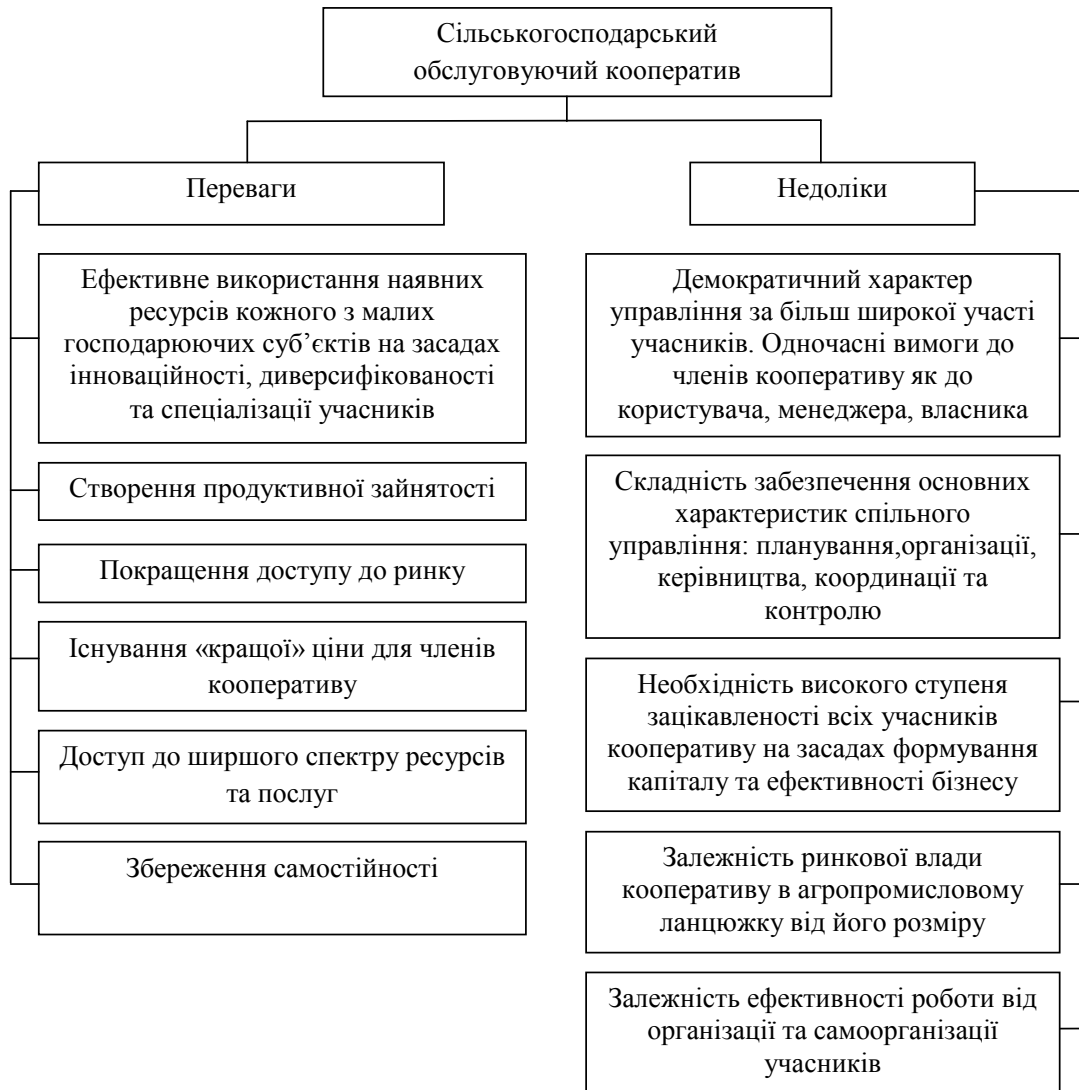 Сільськогосподарський
обслуговуючий кооператив
Переваги
Недоліки
Ефективне використання наявних
ресурсів кожного з малих
господарюючих суб’єктів на засадах
інноваційності, диверсифікованості
та спеціалізації учасників
Створення продуктивної зайнятості
Покращення доступу до ринку
Існування «кращої» ціни для членів
кооперативу
Доступ до ширшого спектру ресурсів
та послуг
Збереження самостійності
Демократичний характер
управління за більш широкої участі
учасників. Одночасні вимоги до
членів кооперативу як до
користувача, менеджера, власника
Складність забезпечення основних
характеристик спільного
управління: планування,організації,
керівництва, координації та
контролю
Необхідність високого ступеня
зацікавленості всіх учасників
кооперативу на засадах формування
капіталу та ефективності бізнесу
Залежність ринкової влади
кооперативу в агропромисловому
ланцюжку від його розміру
Залежність ефективності роботи від
організації та самоорганізації
учасників